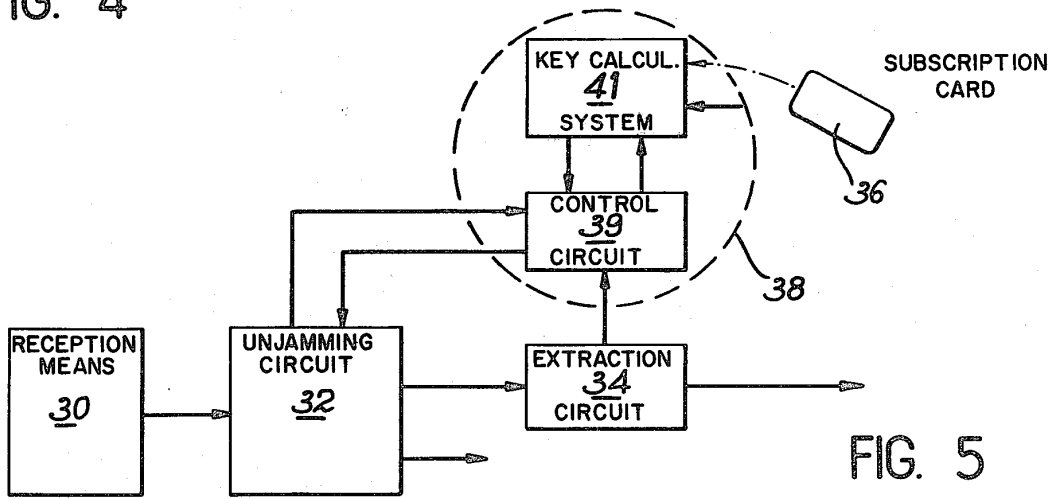 IG. 4
KEY CALCUL.
41
SYSTEM
SUBSCRIPTION
CARD
36
CONTROL
39
CIRCUIT
38
RECEPTION
MEANS
30
UNJAMMING
CIRCUIT
32
EXTRACTION
34
CIRCUIT
FIG. 5